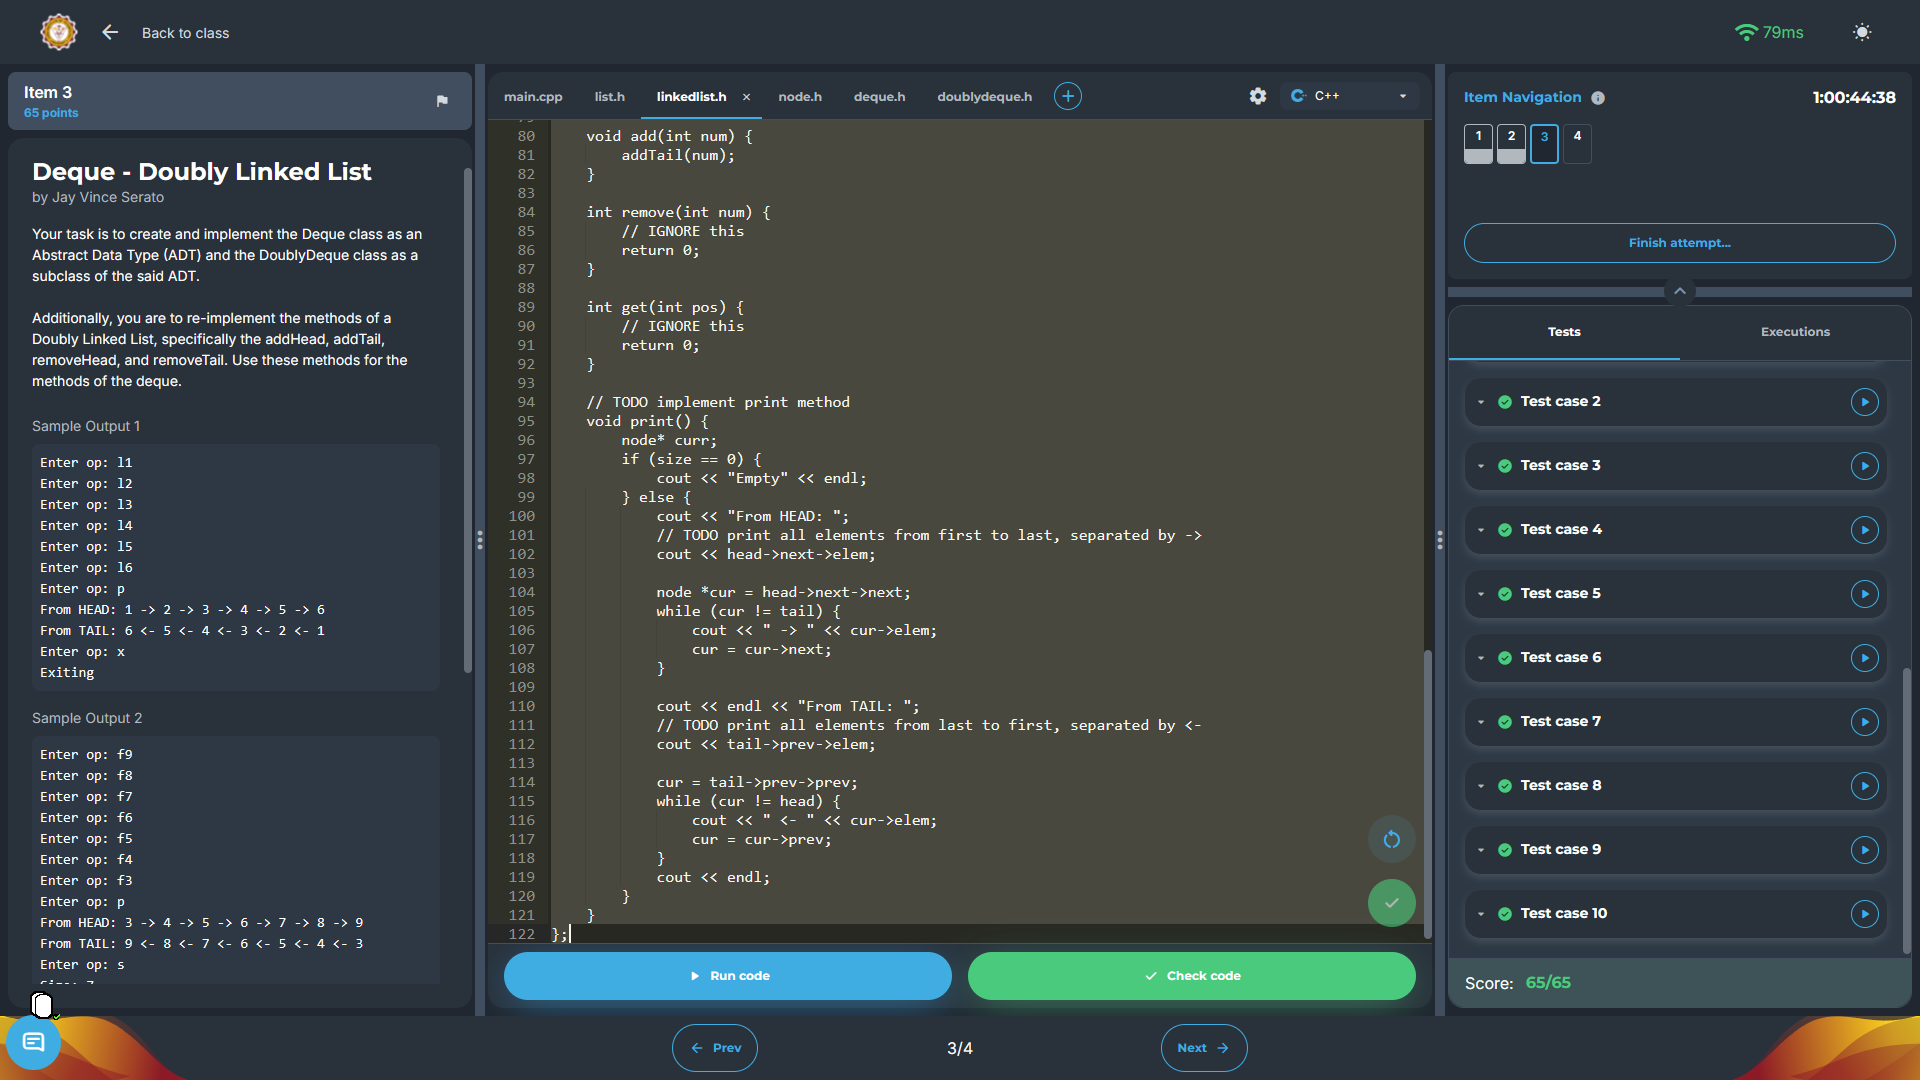 Back to class
79ms
Item 3
65 points
Deque - Doubly Linked List
by Jay Vince Serato
Your task is to create and implement the Deque class as an
Abstract Data Type (ADT) and the DoublyDeque class as a
subclass of the said ADT.
Additionally, you are to re-implement the methods of a
Doubly Linked List, specifically the addHead, addTail,
removeHead, and removeTail. Use these methods for the
methods of the deque.
Sample Output 1
Enter op: l1
Enter op: l2
Enter op: l3
Enter op: l4
Enter op: l5
Enter op: l6
Enter op: p
From HEAD: 1 -> 2 -> 3 -> 4 -> 5 -> 6
From TAIL: 6 <- 5 <- 4 <- 3 <- 2 <- 1
Enter op: x
Exiting
Sample Output 2
Enter op: f9
Enter op: f8
Enter op: f7
Enter op: f6
Enter op: f5
Enter op: f4
Enter op: f3
Enter op: p
From HEAD: 3 -> 4 -> 5 -> 6 -> 7 -> 8 -> 9
From TAIL: 9 <- 8 <- 7 <- 6 <- 5 <- 4 <- 3
Enter op: s
main.cpp list.h linkedlist.h × node.h deque.h doublydeque.h + C++
80 void add(int num) {
81 addTail(num);
82 }
83
84 int remove(int num) {
85 // IGNORE this
86 return 0;
87 }
88
89 int get(int pos) {
90 // IGNORE this
91 return 0;
92 }
93
94 // TODO implement print method
95 void print() {
96 node* curr;
97 if (size == 0) {
98 cout << "Empty" << endl;
99 } else {
100 cout << "From HEAD: ";
101 // TODO print all elements from first to last, separated by ->
102 cout << head->next->elem;
103
104 node *cur = head->next->next;
105 while (cur != tail) {
106 cout << " -> " << cur->elem;
107 cur = cur->next;
108 }
109
110 cout << endl << "From TAIL: ";
111 // TODO print all elements from last to first, separated by <-
112 cout << tail->prev->elem;
113
114 cur = tail->prev->prev;
115 while (cur != head) {
116 cout << " <- " << cur->elem;
117 cur = cur->prev;
118 }
119 cout << endl;
120 }
121 }
122 };
Run code
Check code
Item Navigation
1:00:44:38
1 2 3 4
Finish attempt...
Tests
Executions
Test case 2
Test case 3
Test case 4
Test case 5
Test case 6
Test case 7
Test case 8
Test case 9
Test case 10
Score: 65/65
Prev
3/4
Next